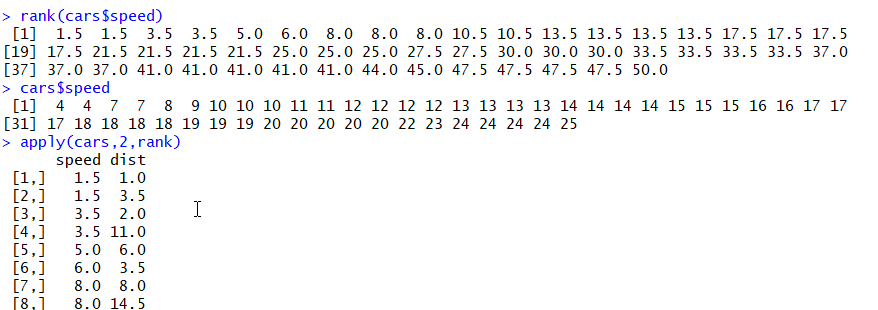 > rank(cars$speed)
[1] 1.5 1.5 3.5 3.5 5.0 6.0 8.0 8.0 8.0 10.5 10.5 13.5 13.5 13.5 13.5 17.5 17.5 17.5
[19] 17.5 21.5 21.5 21.5 21.5 25.0 25.0 25.0 27.5 27.5 30.0 30.0 30.0 33.5 33.5 33.5 33.5 37.0
[37] 37.0 37.0 41.0 41.0 41.0 41.0 41.0 44.0 45.0 47.5 47.5 47.5 47.5 50.0
> cars$speed
[1] 4 4 7 7 8 9 10 10 10 11 11 12 12 12 12 13 13 13 13 14 14 14 14 15 15 15 16 16 17 17
[31] 17 18 18 18 18 19 19 19 20 20 20 20 20 22 23 24 24 24 24 25
> apply(cars,2,rank)
speed dist
[1,] 1.5 1.0
[2,] 1.5 3.5
[3,] 3.5 2.0
[4,] 3.5 11.0
[5,] 5.0 6.0
[6,] 6.0 3.5
[7,] 8.0 8.0
[8,] 8.0 14.5